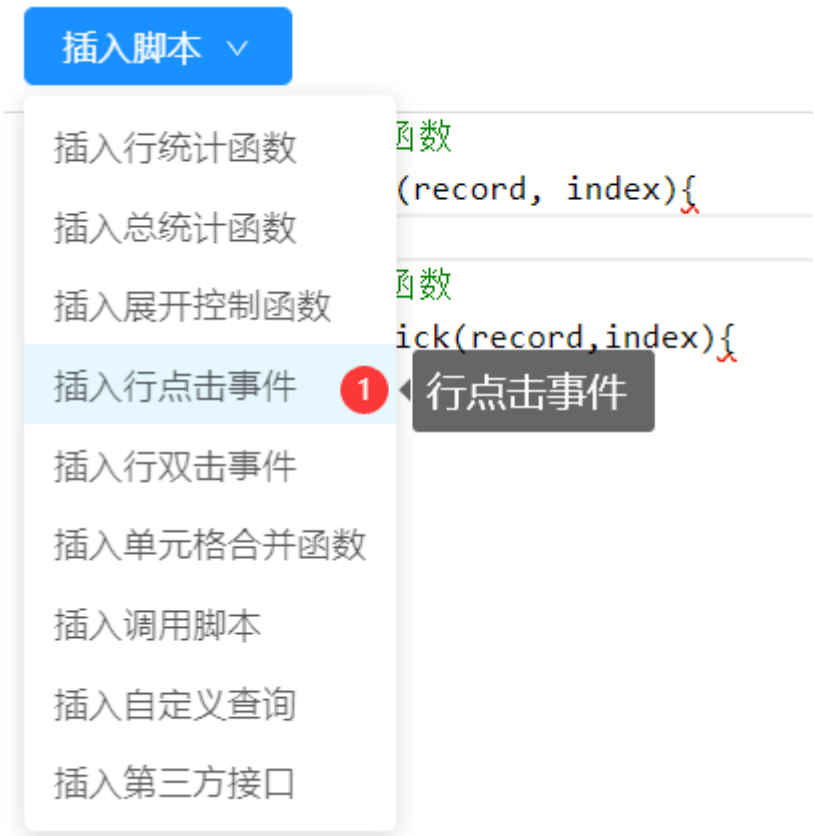 插入脚本
插入行统计函数
函数
(record, index){
插入总统计函数
插入展开控制函数
函数
ick(record,index){
插入行点击事件
1
行点击事件
插入行双击事件
插入单元格合并函数
插入调用脚本
插入自定义查询
插入第三方接口